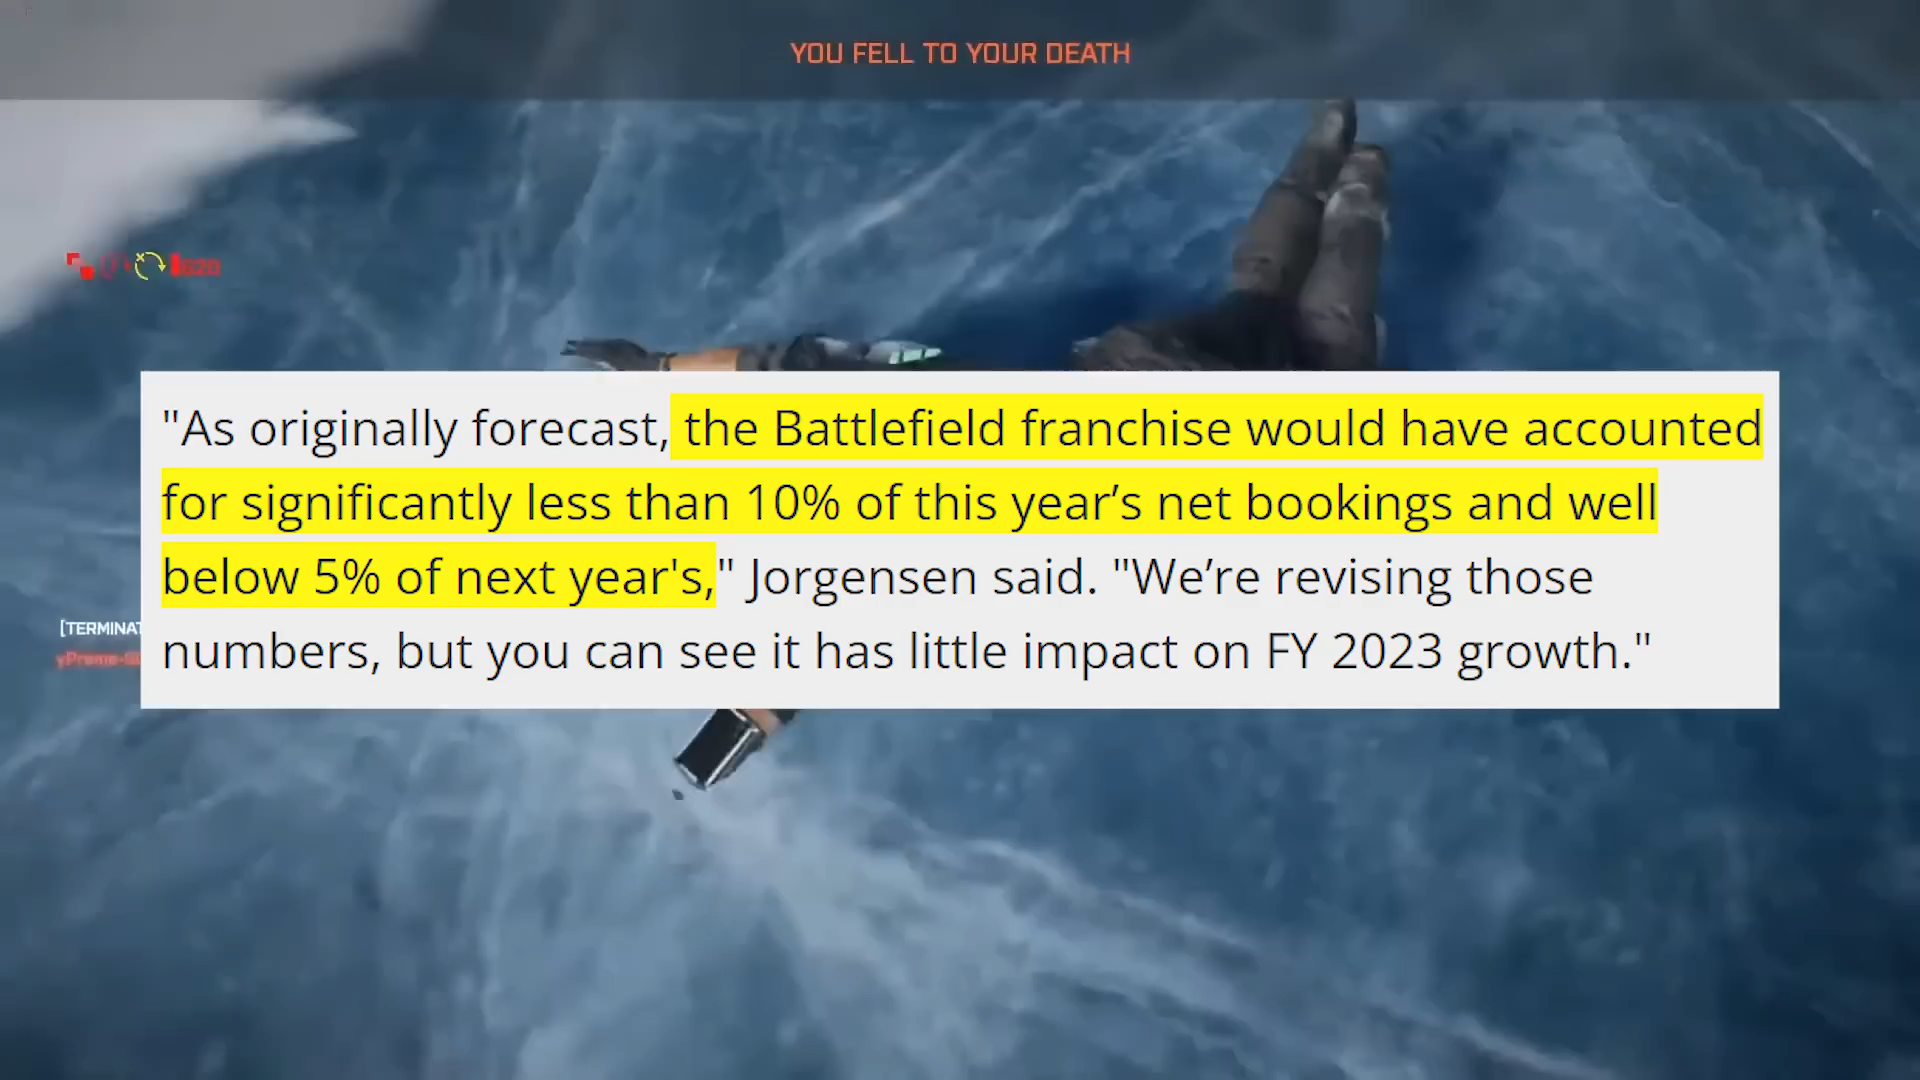 YOU FELL TO YOUR DEATH
"As originally forecast, the Battlefield franchise would have accounted
for significantly less than 10% of this year’s net bookings and well
below 5% of next year's," Jorgensen said. "We’re revising those
[TERMINAT
numbers, but you can see it has little impact on FY 2023 growth."